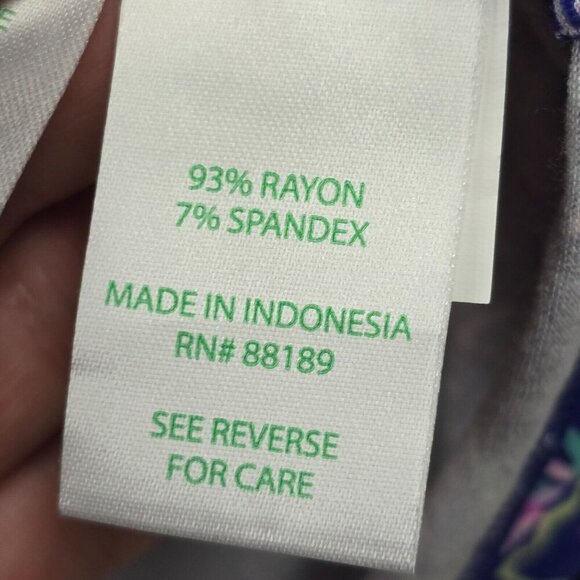 93% RAYON
7% SPANDEX
MADE IN INDONESIA
RN# 88189
SEE REVERSE
FOR CARE